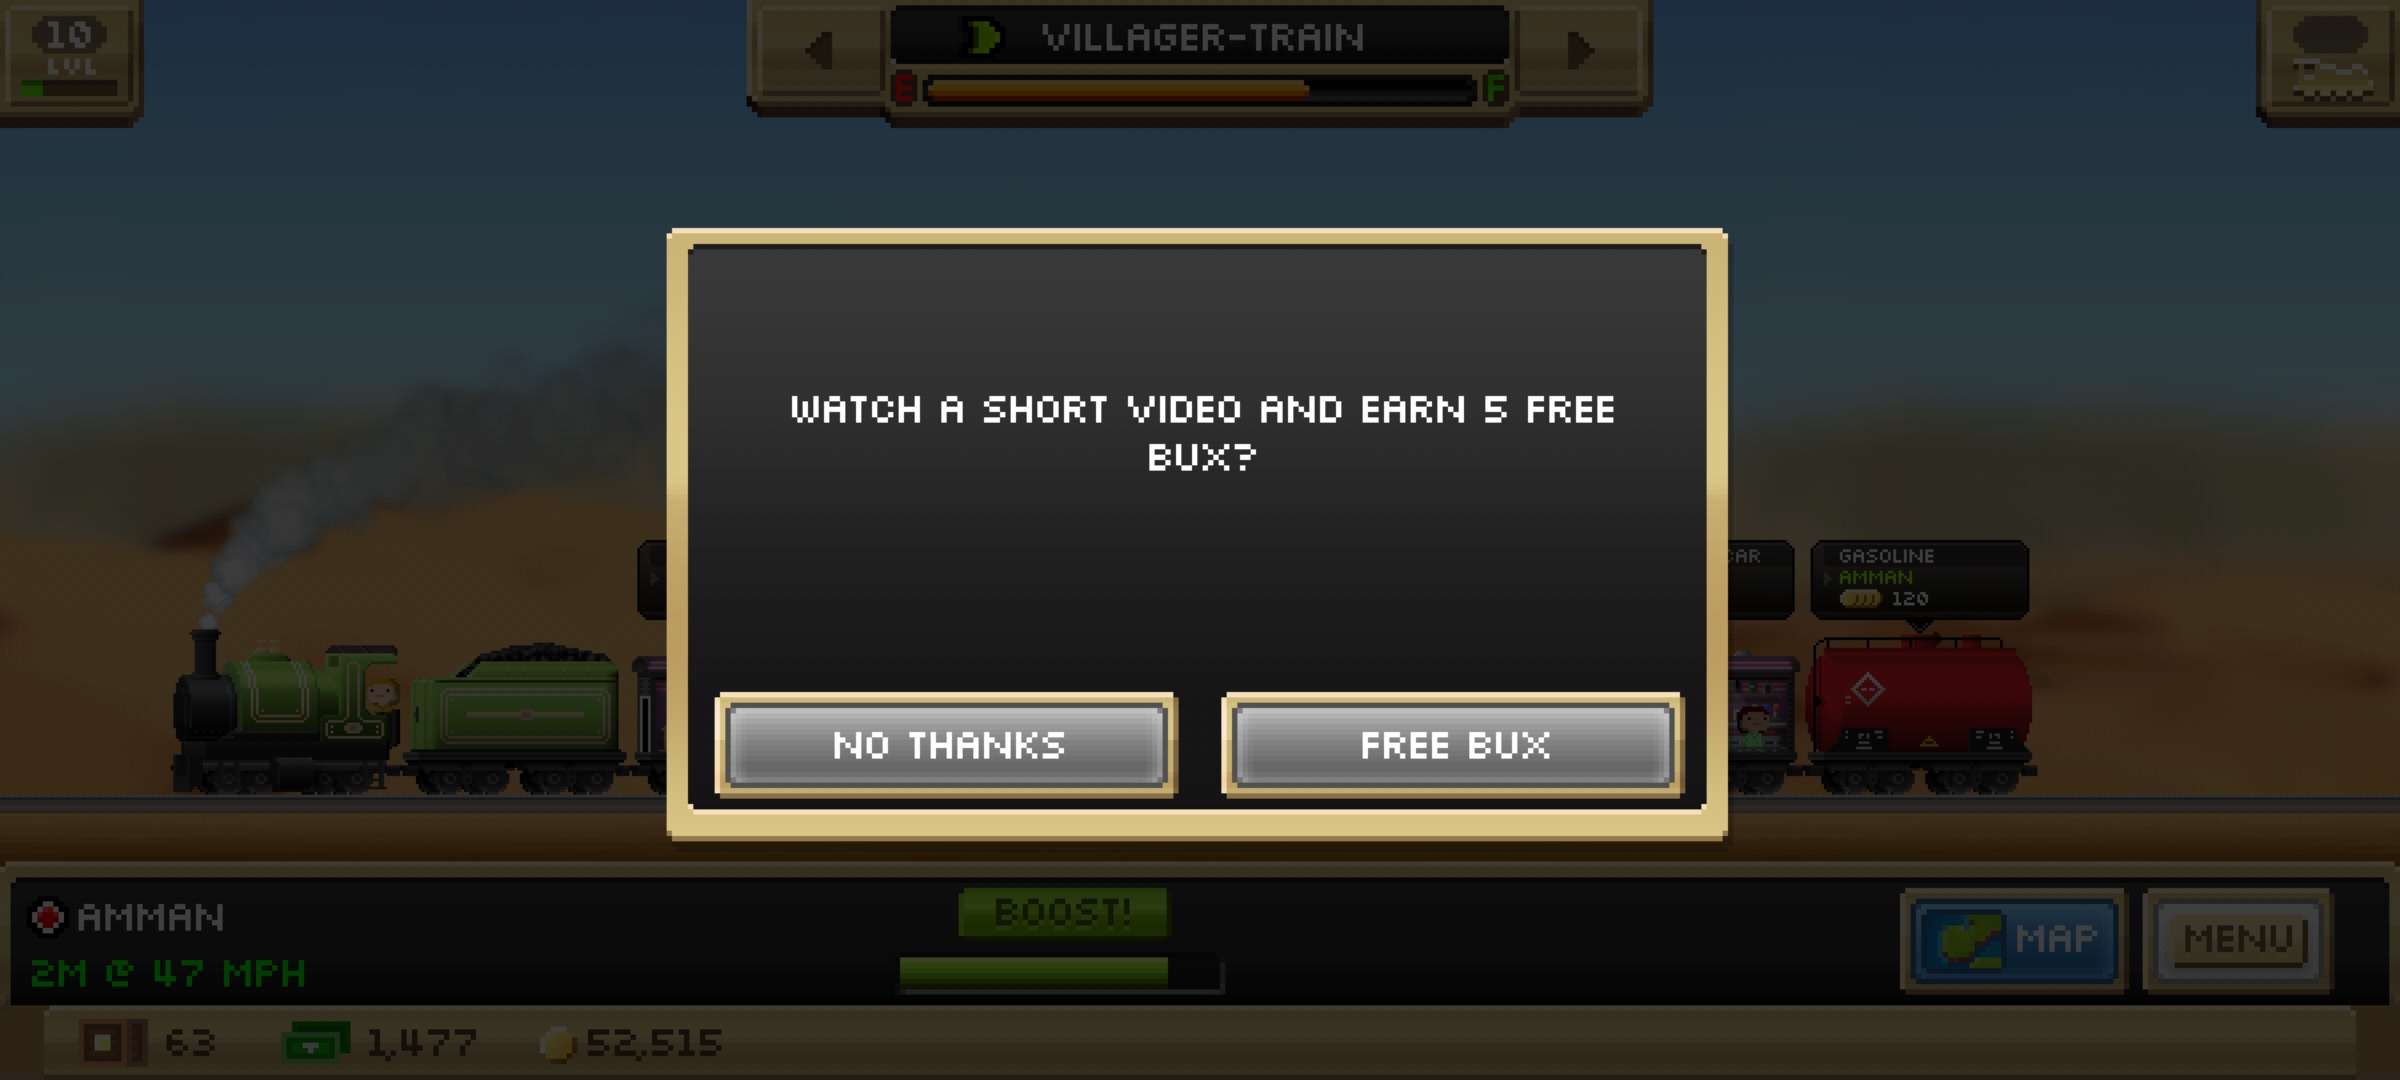 10
LVL
VILLAGER-TRAIN
E F
WATCH A SHORT VIDEO AND EARN 5 FREE
BUX?
NO THANKS
FREE BUX
CAR
GASOLINE
AMMAN
120
AMMAN
2M @ 47 MPH
BOOST!
MAP
MENU
63
1,477
52,515